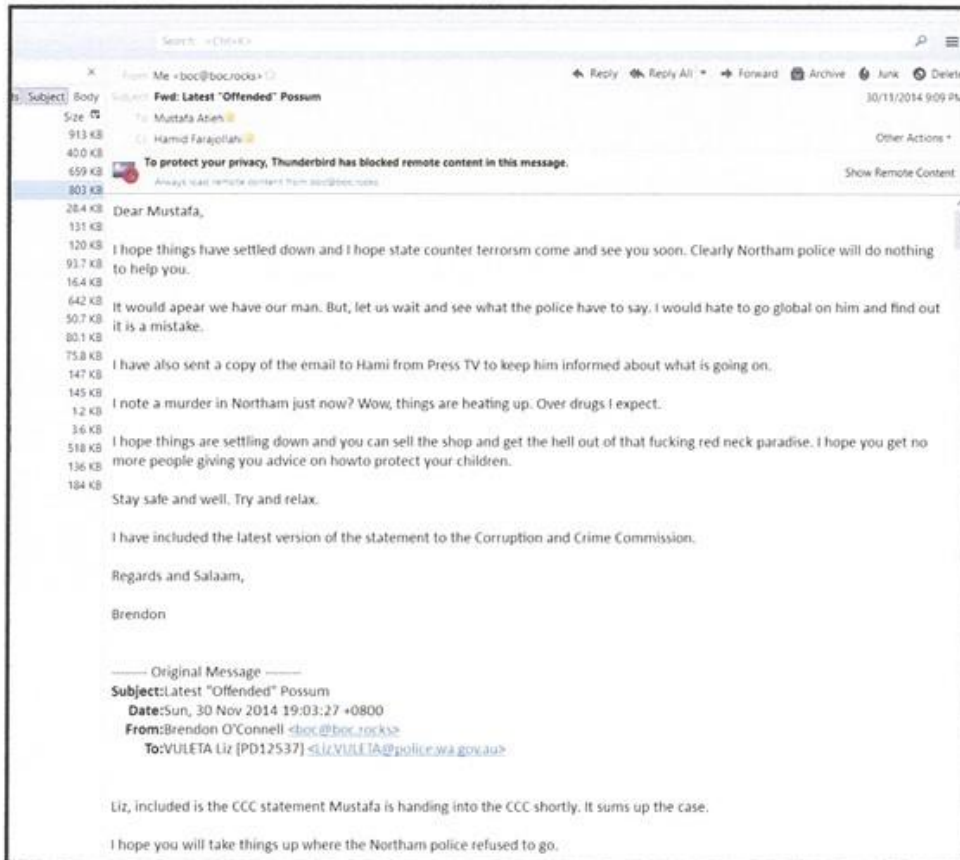 Search: <Ctrl+K>
From Me <boc@boc.rocks>
Reply Reply All Forward Archive Junk Delete
Subject Body
Subject Fwd: Latest "Offended" Possum
30/11/2014 9:09 PM
Size
To Mustafa Atieh
913 KB
Cc Hamid Farajollahi
Other Actions
40.0 KB
To protect your privacy, Thunderbird has blocked remote content in this message.
659 KB
Always load remote content from boc@boc.rocks
Show Remote Content
803 KB
28.4 KB
131 KB
120 KB
93.7 KB
16.4 KB
642 KB
50.7 KB
80.1 KB
75.8 KB
147 KB
145 KB
1.2 KB
3.6 KB
518 KB
136 KB
184 KB
Dear Mustafa,
I hope things have settled down and I hope state counter terrorsm come and see you soon. Clearly Northam police will do nothing
to help you.
It would apear we have our man. But, let us wait and see what the police have to say. I would hate to go global on him and find out
it is a mistake.
I have also sent a copy of the email to Hami from Press TV to keep him informed about what is going on.
I note a murder in Northam just now? Wow, things are heating up. Over drugs I expect.
I hope things are settling down and you can sell the shop and get the hell out of that fucking red neck paradise. I hope you get no
more people giving you advice on howto protect your children.
Stay safe and well. Try and relax.
I have included the latest version of the statement to the Corruption and Crime Commission.
Regards and Salaam,
Brendon
-------- Original Message --------
Subject:Latest "Offended" Possum
Date:Sun, 30 Nov 2014 19:03:27 +0800
From:Brendon O'Connell <boc@boc.rocks>
To:VULETA Liz [PD12537] <Liz.VULETA@police.wa.gov.au>
Liz, included is the CCC statement Mustafa is handing into the CCC shortly. It sums up the case.
I hope you will take things up where the Northam police refused to go.